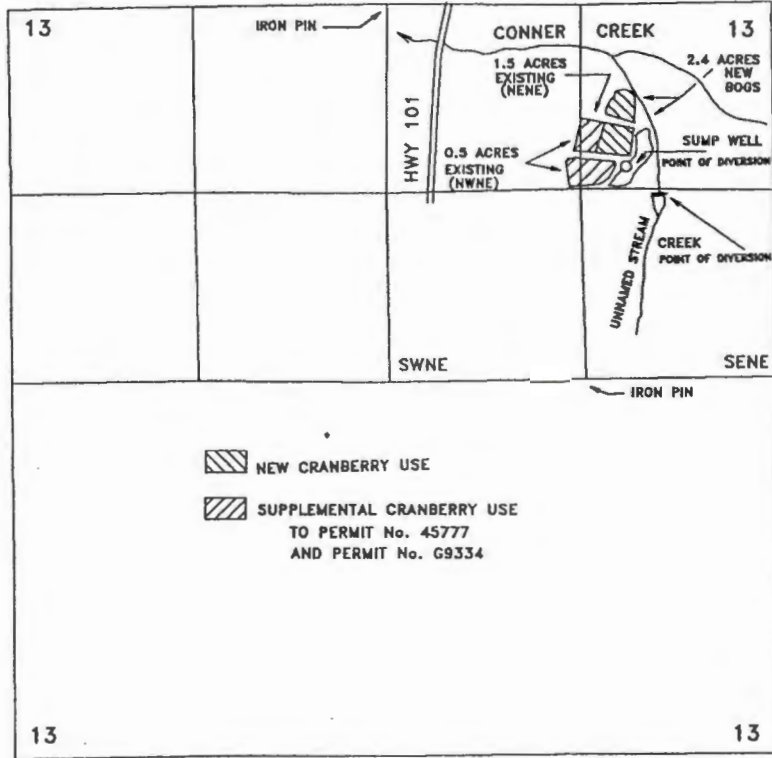 13
IRON PIN
CONNER CREEK
13
1.5 ACRES
EXISTING
(NENE)
2.4 ACRES
NEW
BOGS
HWY 101
SUMP WELL
POINT OF DIVERSION
0.5 ACRES
EXISTING
(NWNE)
UNNAMED STREAM
CREEK
POINT OF DIVERSION
SWNE
SENE
IRON PIN
NEW CRANBERRY USE
SUPPLEMENTAL CRANBERRY USE
TO PERMIT No. 45777
AND PERMIT No. G9334
13
13